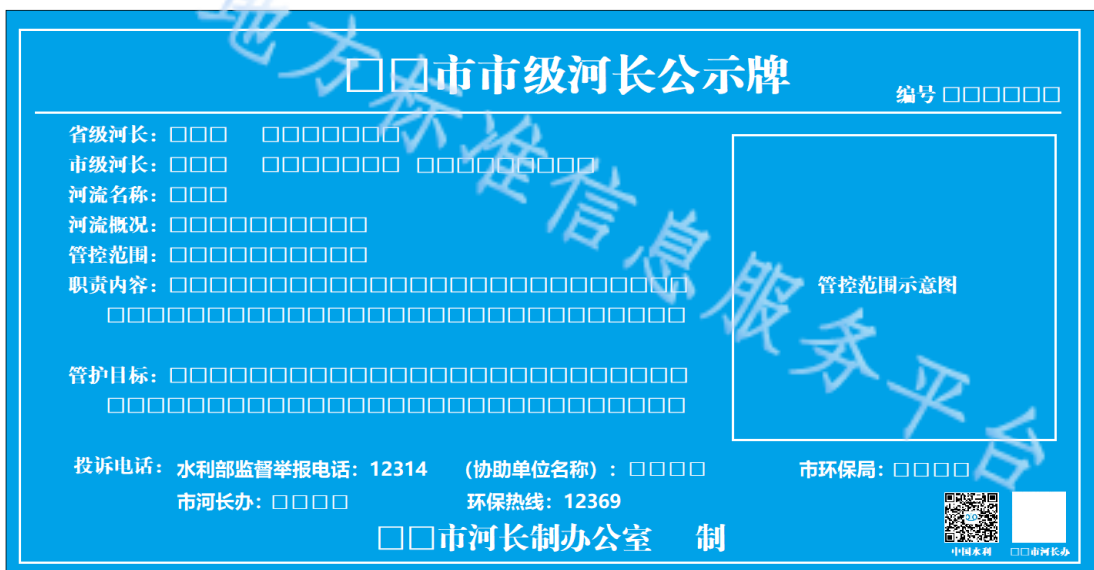 □□市市级河长公示牌
编号 □□□□□□
省级河长：□□□ □□□□□□□
市级河长：□□□ □□□□□□□ □□□□□□□□□
河流名称：□□□
河流概况：□□□□□□□□□□
管控范围：□□□□□□□□□□
职责内容：□□□□□□□□□□□□□□□□□□□□□□□□□□
□□□□□□□□□□□□□□□□□□□□□□□□□□□□□
管控范围示意图
管护目标：□□□□□□□□□□□□□□□□□□□□□□□□□□
□□□□□□□□□□□□□□□□□□□□□□□□□□□□□
投诉电话：水利部监督举报电话：12314 （协助单位名称）：□□□□ 市环保局：□□□□
市河长办：□□□□ 环保热线：12369
□□市河长制办公室 制
中国水利 □□市河长办
地方标准信息服务平台